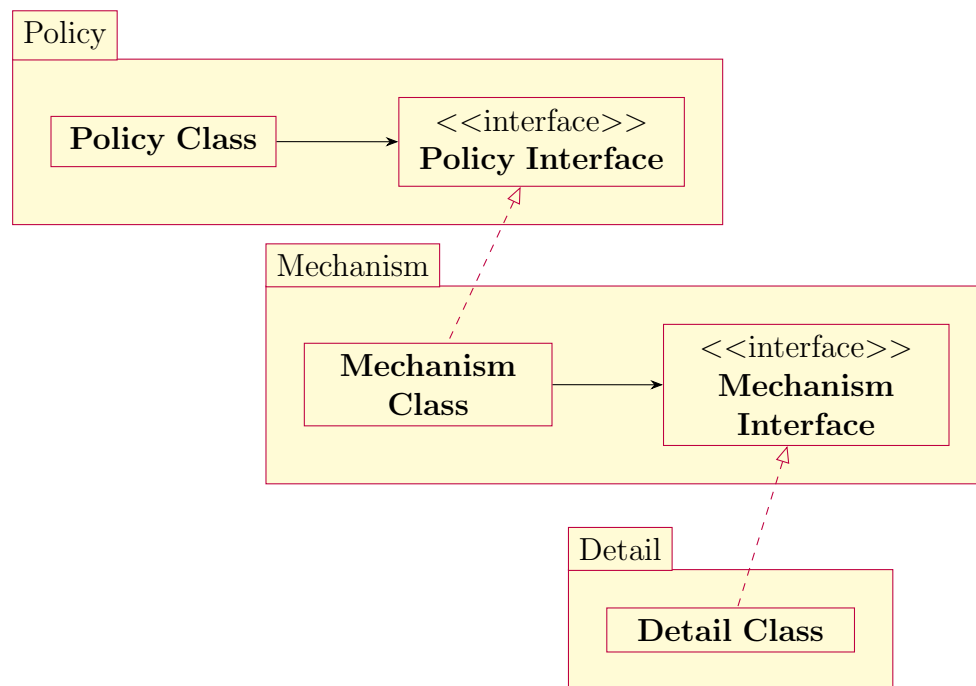 Policy
Policy Class
<<interface>>
Policy Interface
Mechanism
Mechanism
Class
<<interface>>
Mechanism
Interface
Detail
Detail Class